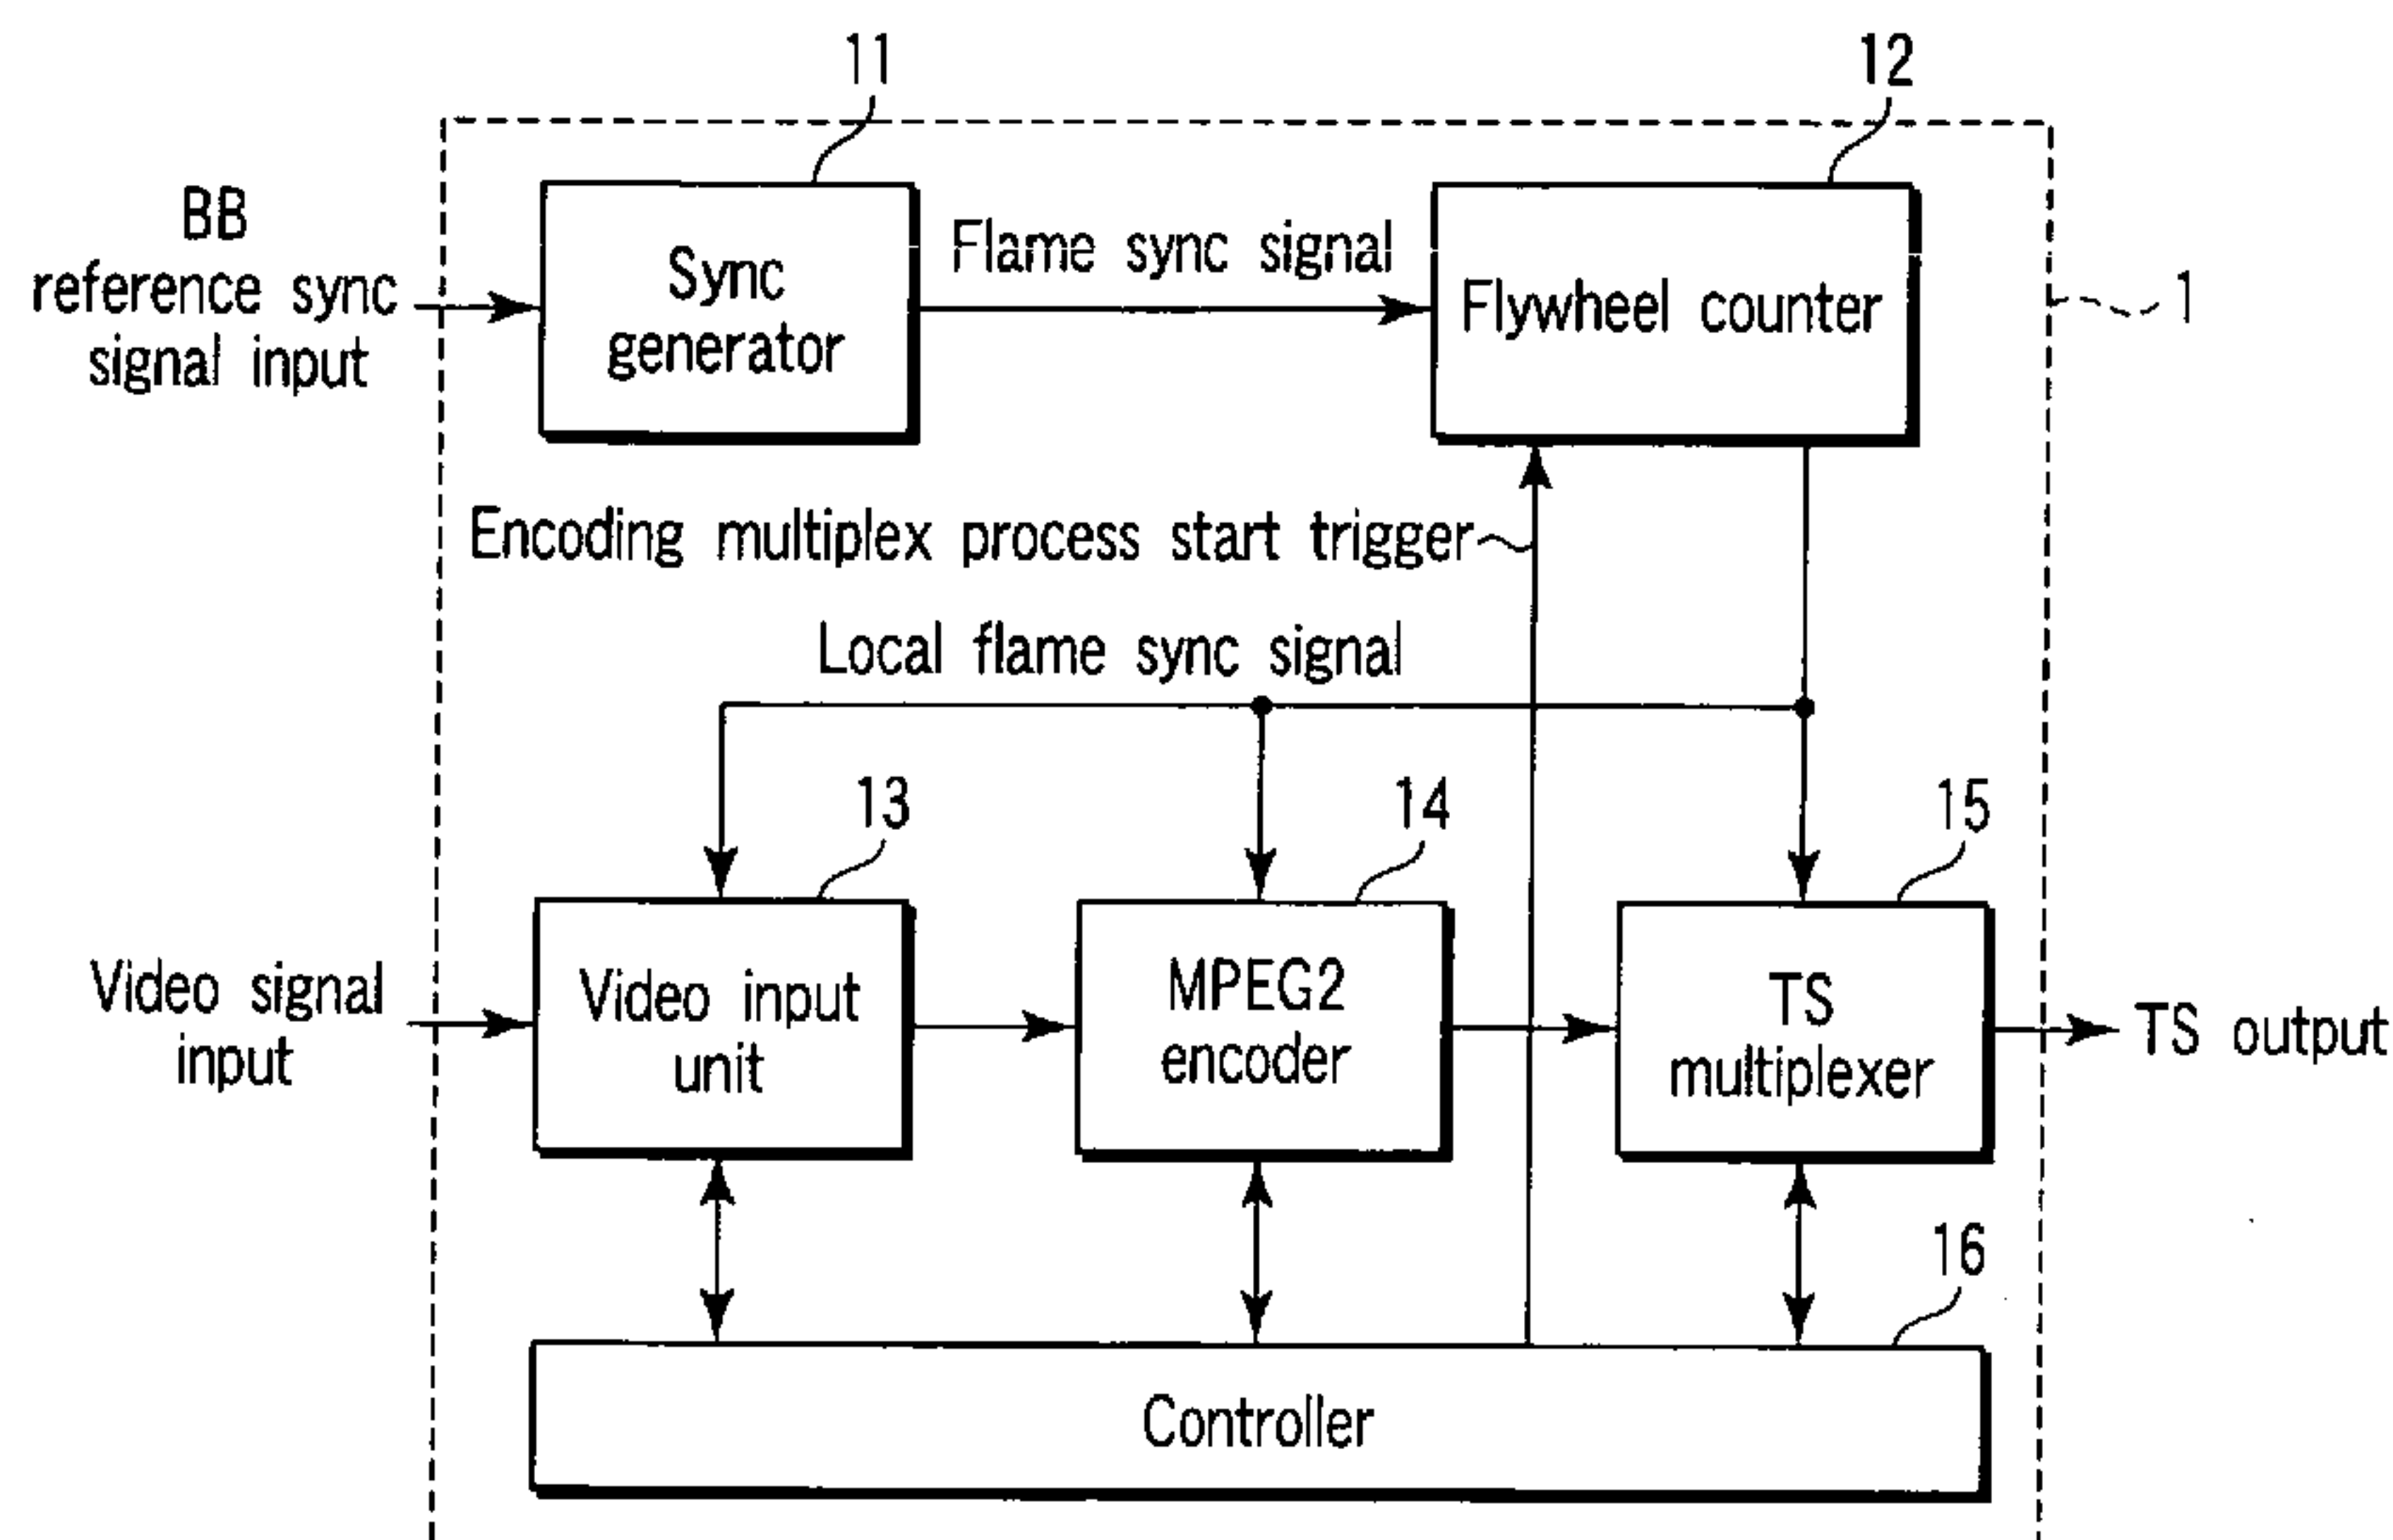 11
12
BB
reference sync
signal input
Sync
generator
Flame sync signal
Flywheel counter
1
Encoding multiplex process start trigger
Local flame sync signal
13
14
15
Video signal
input
Video input
unit
MPEG2
encoder
TS
multiplexer
TS output
16
Controller